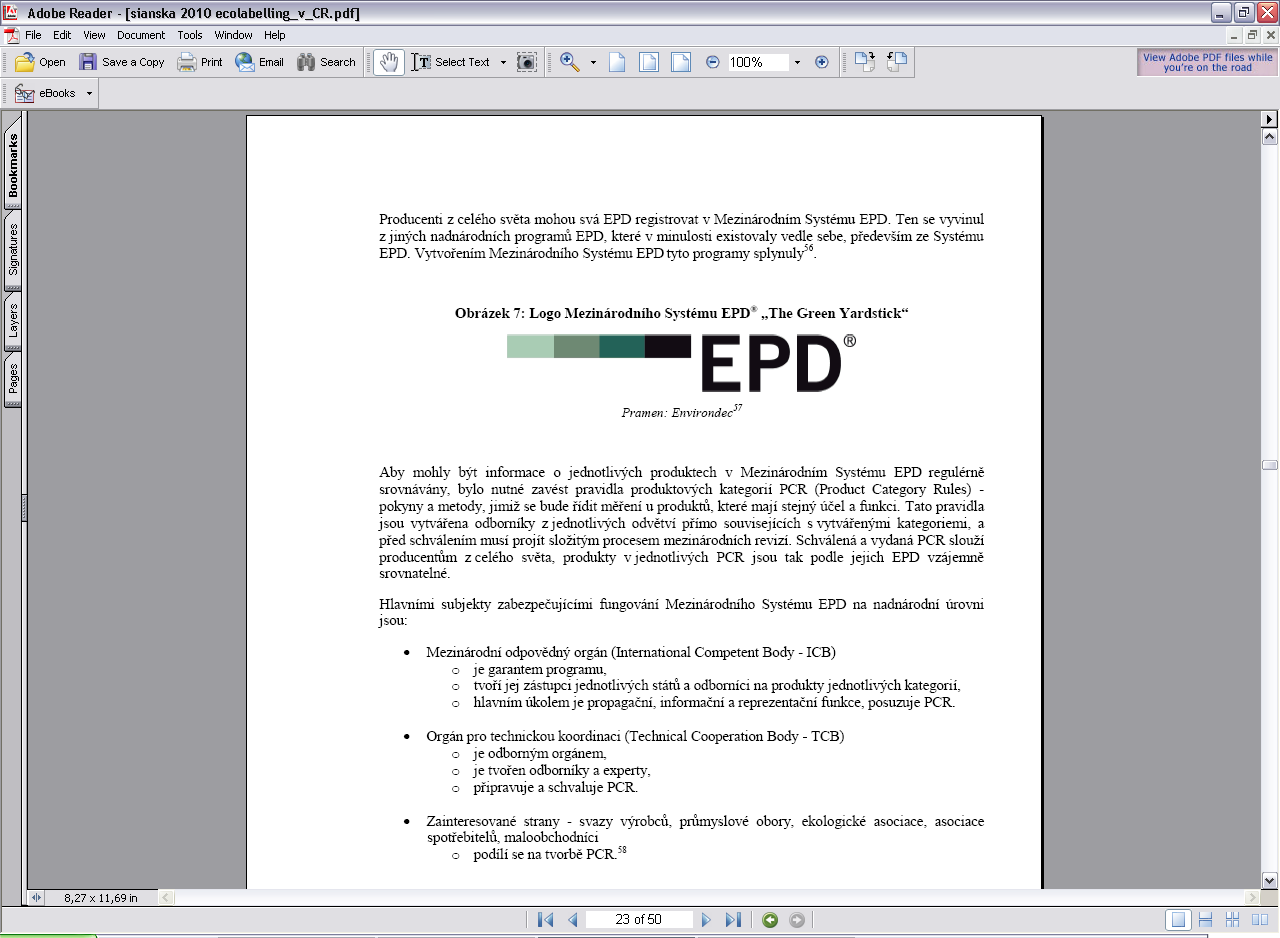 Adobe Reader - [sianska 2010 ecolabelling_v_CR.pdf]
File Edit View Document Tools Window Help
Open Save a Copy Print Email Search Select Text 100% View Adobe PDF files while
you're on the road
eBooks
Bookmarks
Signatures
Layers
Pages
Producenti z celého světa mohou svá EPD registrovat v Mezinárodním Systému EPD. Ten se vyvinul
z jiných nadnárodních programů EPD, které v minulosti existovaly vedle sebe, především ze Systému
EPD. Vytvořením Mezinárodního Systému EPD tyto programy splynuly56.
Obrázek 7: Logo Mezinárodního Systému EPD® „The Green Yardstick“
EPD®
Pramen: Environdec57
Aby mohly být informace o jednotlivých produktech v Mezinárodním Systému EPD regulérně
srovnávány, bylo nutné zavést pravidla produktových kategorií PCR (Product Category Rules) -
pokyny a metody, jimiž se bude řídit měření u produktů, které mají stejný účel a funkci. Tato pravidla
jsou vytvářena odborníky z jednotlivých odvětví přímo souvisejících s vytvářenými kategoriemi, a
před schválením musí projít složitým procesem mezinárodních revizí. Schválená a vydaná PCR slouží
producentům z celého světa, produkty v jednotlivých PCR jsou tak podle jejich EPD vzájemně
srovnatelné.
Hlavními subjekty zabezpečujícími fungování Mezinárodního Systému EPD na nadnárodní úrovni
jsou:
• Mezinárodní odpovědný orgán (International Competent Body - ICB)
o je garantem programu,
o tvoří jej zástupci jednotlivých států a odborníci na produkty jednotlivých kategorií,
o hlavním úkolem je propagační, informační a reprezentační funkce, posuzuje PCR.
• Orgán pro technickou koordinaci (Technical Cooperation Body - TCB)
o je odborným orgánem,
o je tvořen odborníky a experty,
o připravuje a schvaluje PCR.
• Zainteresované strany - svazy výrobců, průmyslové obory, ekologické asociace, asociace
spotřebitelů, maloobchodníci
o podílí se na tvorbě PCR.58
8,27 x 11,69 in
23 of 50